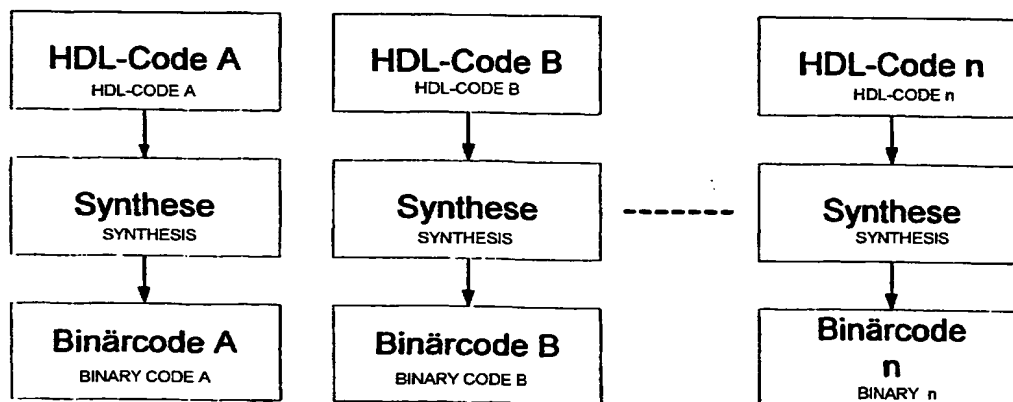 HDL-Code A
HDL-CODE A
HDL-Code B
HDL-CODE B
HDL-Code n
HDL-CODE n
Synthese
SYNTHESIS
Synthese
SYNTHESIS
Synthese
SYNTHESIS
Binärcode A
BINARY CODE A
Binärcode B
BINARY CODE B
Binärcode
n
BINARY n